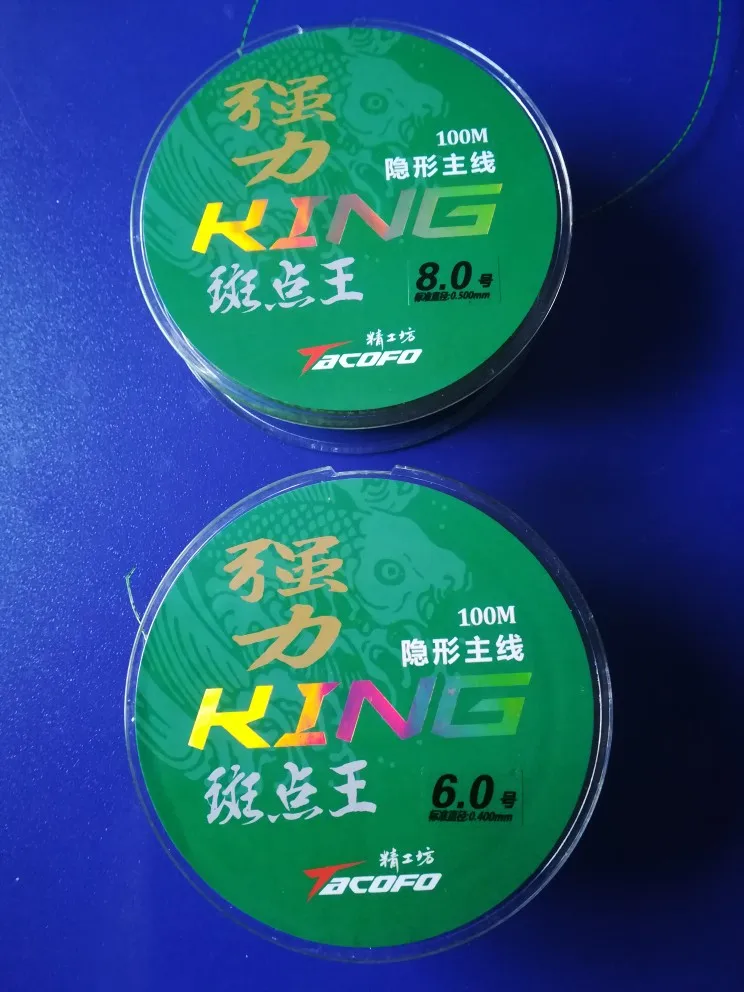 强
力
100M
隐形主线
KING
斑点王
8.0 号
标准直径:0.500mm
精工坊
TACOFO
强
力
100M
隐形主线
KING
斑点王
6.0 号
标准直径:0.400mm
精工坊
TACOFO